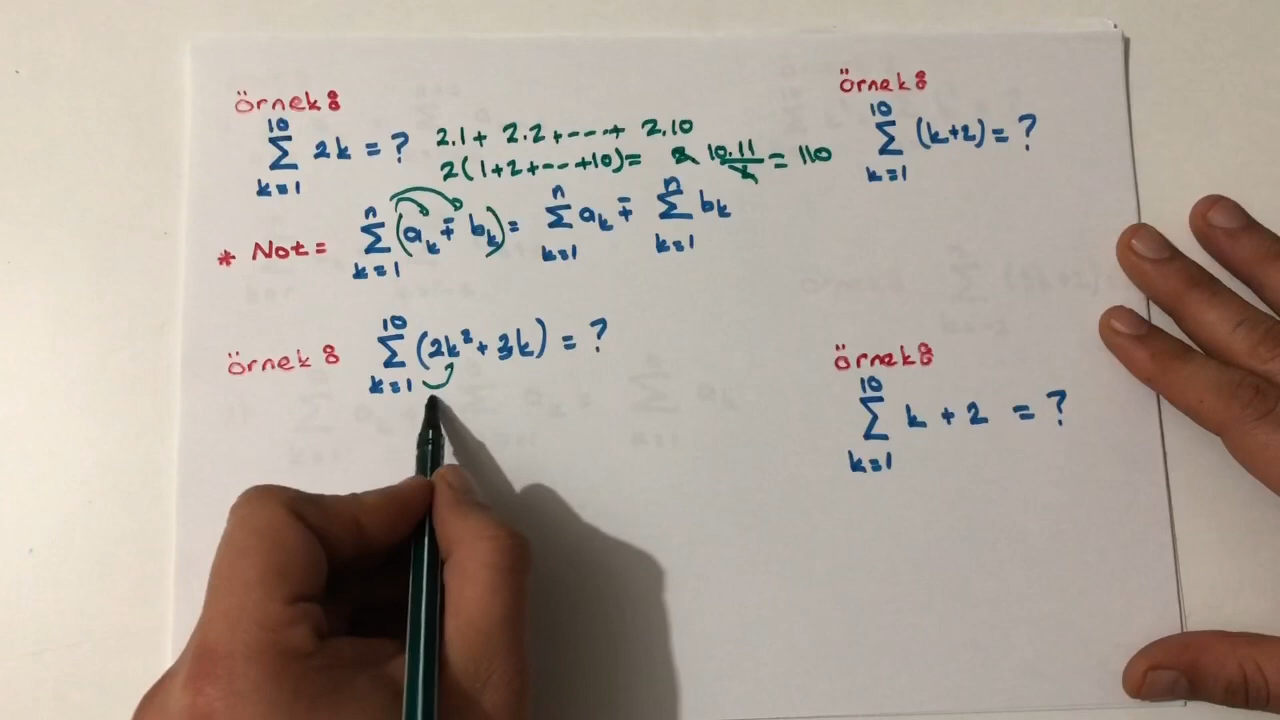 Örnek:
10
∑ 2k = ? 2.1 + 2.2 + --- + 2.10
k=1 2(1+2+---+10) = 2 10.11/2 = 110
* Not = n∑k=1 (aₖ ∓ bₖ) = n∑k=1 aₖ ∓ n∑k=1 bₖ
Örnek: 10∑k=1 (2k² + 3k) = ?
Örnek:
10∑k=1 (k+2) = ?
Örnek:
10∑k=1 k + 2 = ?